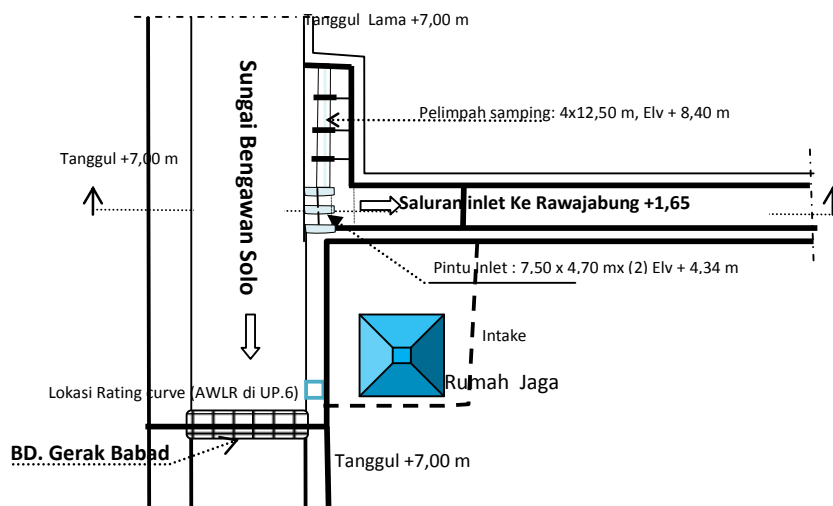 Tanggul Lama +7,00 m
Pelimpah samping: 4x12,50 m, Elv + 8,40 m
Tanggul +7,00 m
Sungai Bengawan Solo
Saluran inlet Ke Rawajabung +1,65
Pintu Inlet : 7,50 x 4,70 mx (2) Elv + 4,34 m
Intake
Rumah Jaga
Lokasi Rating curve (AWLR di UP.6)
BD. Gerak Babad
Tanggul +7,00 m